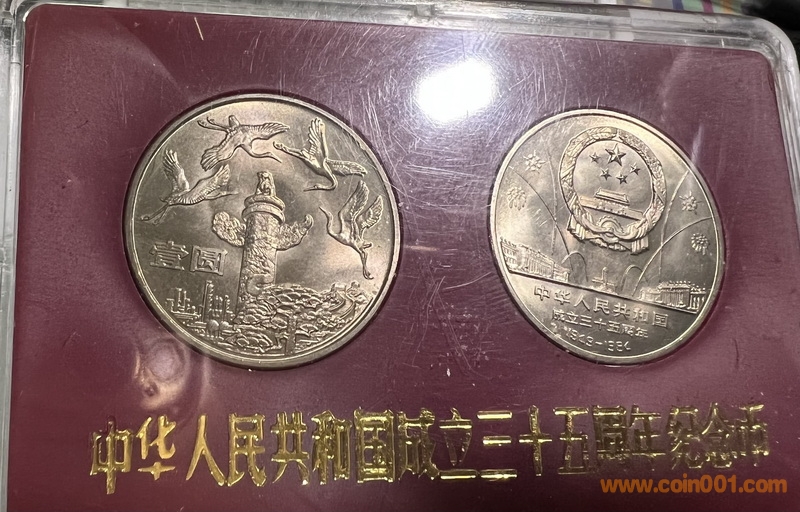 壹圆
中华人民共和国
成立三十五周年
1949-1984
中华人民共和国成立三十五周年纪念币
www.coin001.com